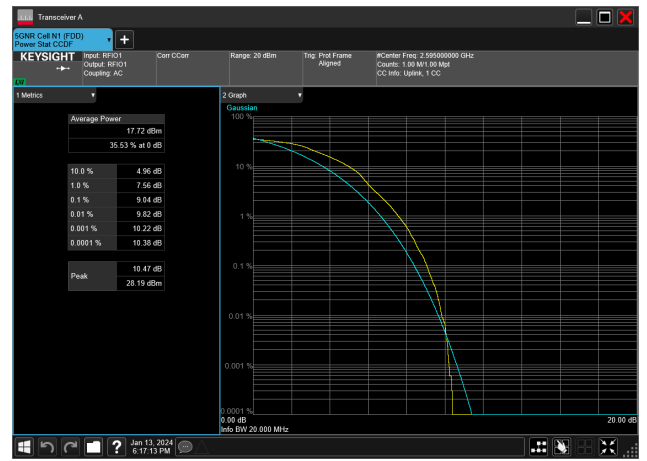 Transceiver A
5GNR Cell N1 (FDD)
Power Stat CCDF
KEYSIGHT
Input: RFIO1
Output: RFIO1
Coupling: AC
Corr CCorr
Range: 20 dBm
Trig: Prot Frame
Aligned
#Center Freq: 2.595000000 GHz
Counts: 1.00 M/1.00 Mpt
CC Info: Uplink, 1 CC
LXI
1 Metrics
Average Power
17.72 dBm
35.53 % at 0 dB
10.0 % 4.96 dB
1.0 % 7.56 dB
0.1 % 9.04 dB
0.01 % 9.82 dB
0.001 % 10.22 dB
0.0001 % 10.38 dB
Peak
10.47 dB
28.19 dBm
2 Graph
Gaussian
100 %
10 %
1 %
0.1 %
0.01 %
0.001 %
0.0001 %
0.00 dB
20.00 dB
Info BW 20.000 MHz
?
Jan 13, 2024
6:17:13 PM